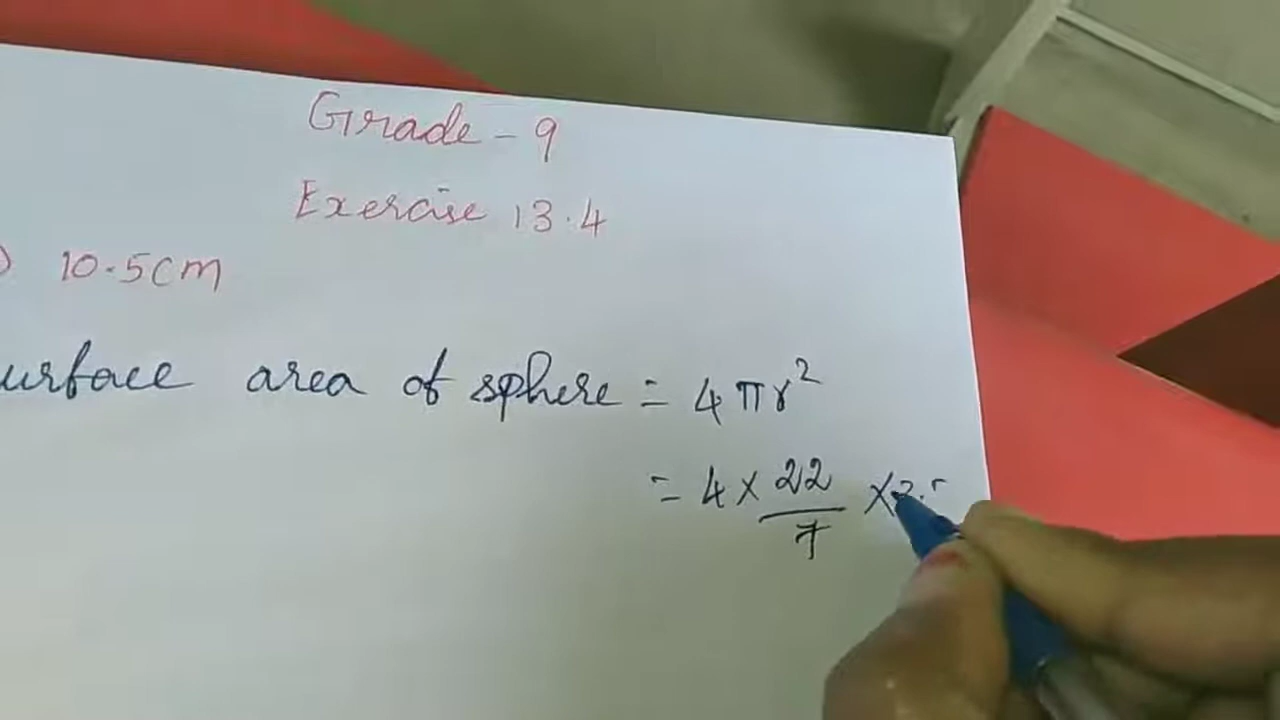 Grade - 9
Exercise 13.4
) 10.5cm
urface area of sphere = 4πr²
= 4 × 22/7 ×